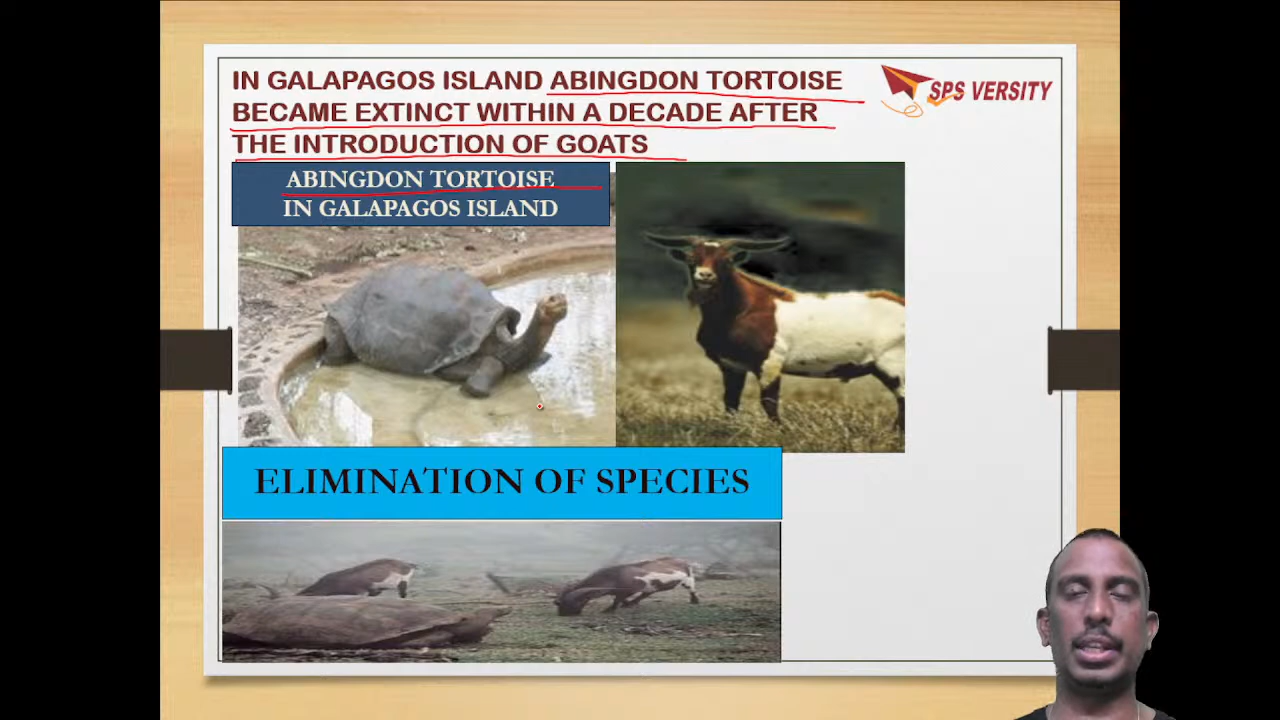 IN GALAPAGOS ISLAND ABINGDON TORTOISE
BECAME EXTINCT WITHIN A DECADE AFTER
THE INTRODUCTION OF GOATS
SPS VERSITY
ABINGDON TORTOISE
IN GALAPAGOS ISLAND
ELIMINATION OF SPECIES